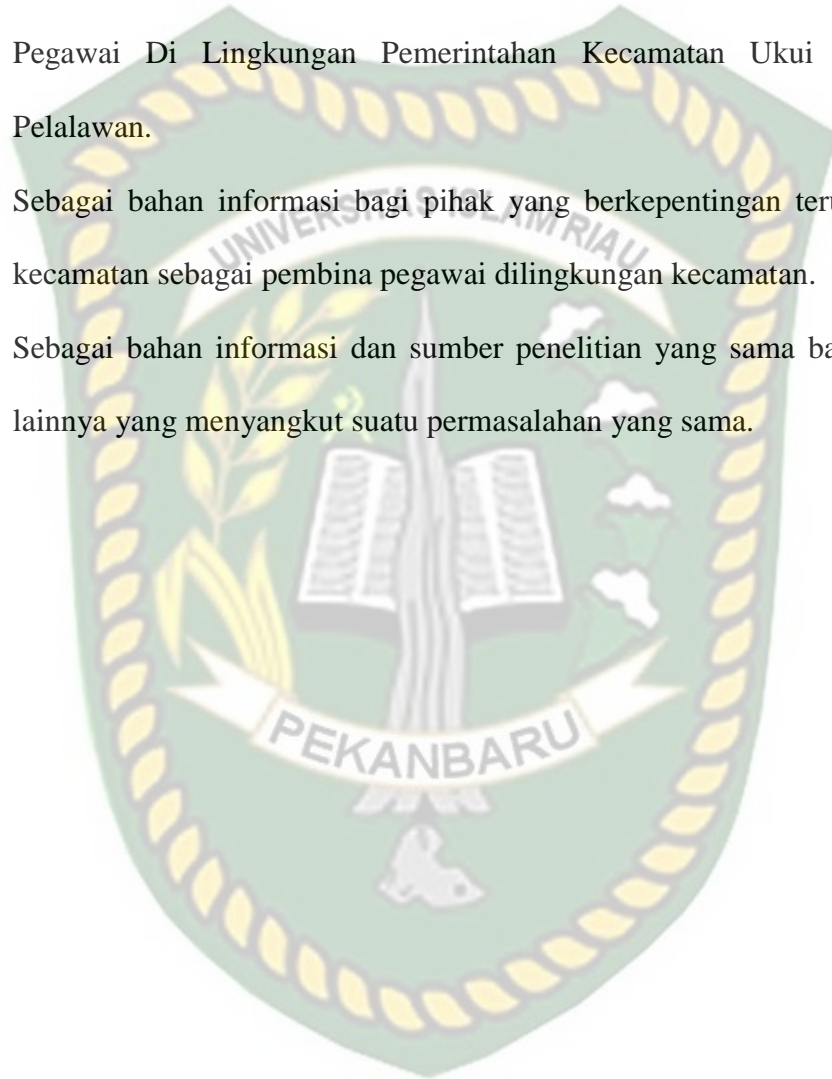 Pegawai Di Lingkungan Pemerintahan Kecamatan Ukui
Pelalawan.
Sebagai bahan informasi bagi pihak yang berkepentingan
UNIVERSITAS ISLAM RIAU
kecamatan sebagai pembina pegawai dilingkungan kecamatan.
Sebagai bahan informasi dan sumber penelitian yang sama
lainnya yang menyangkut suatu permasalahan yang sama.
PEKANBARU